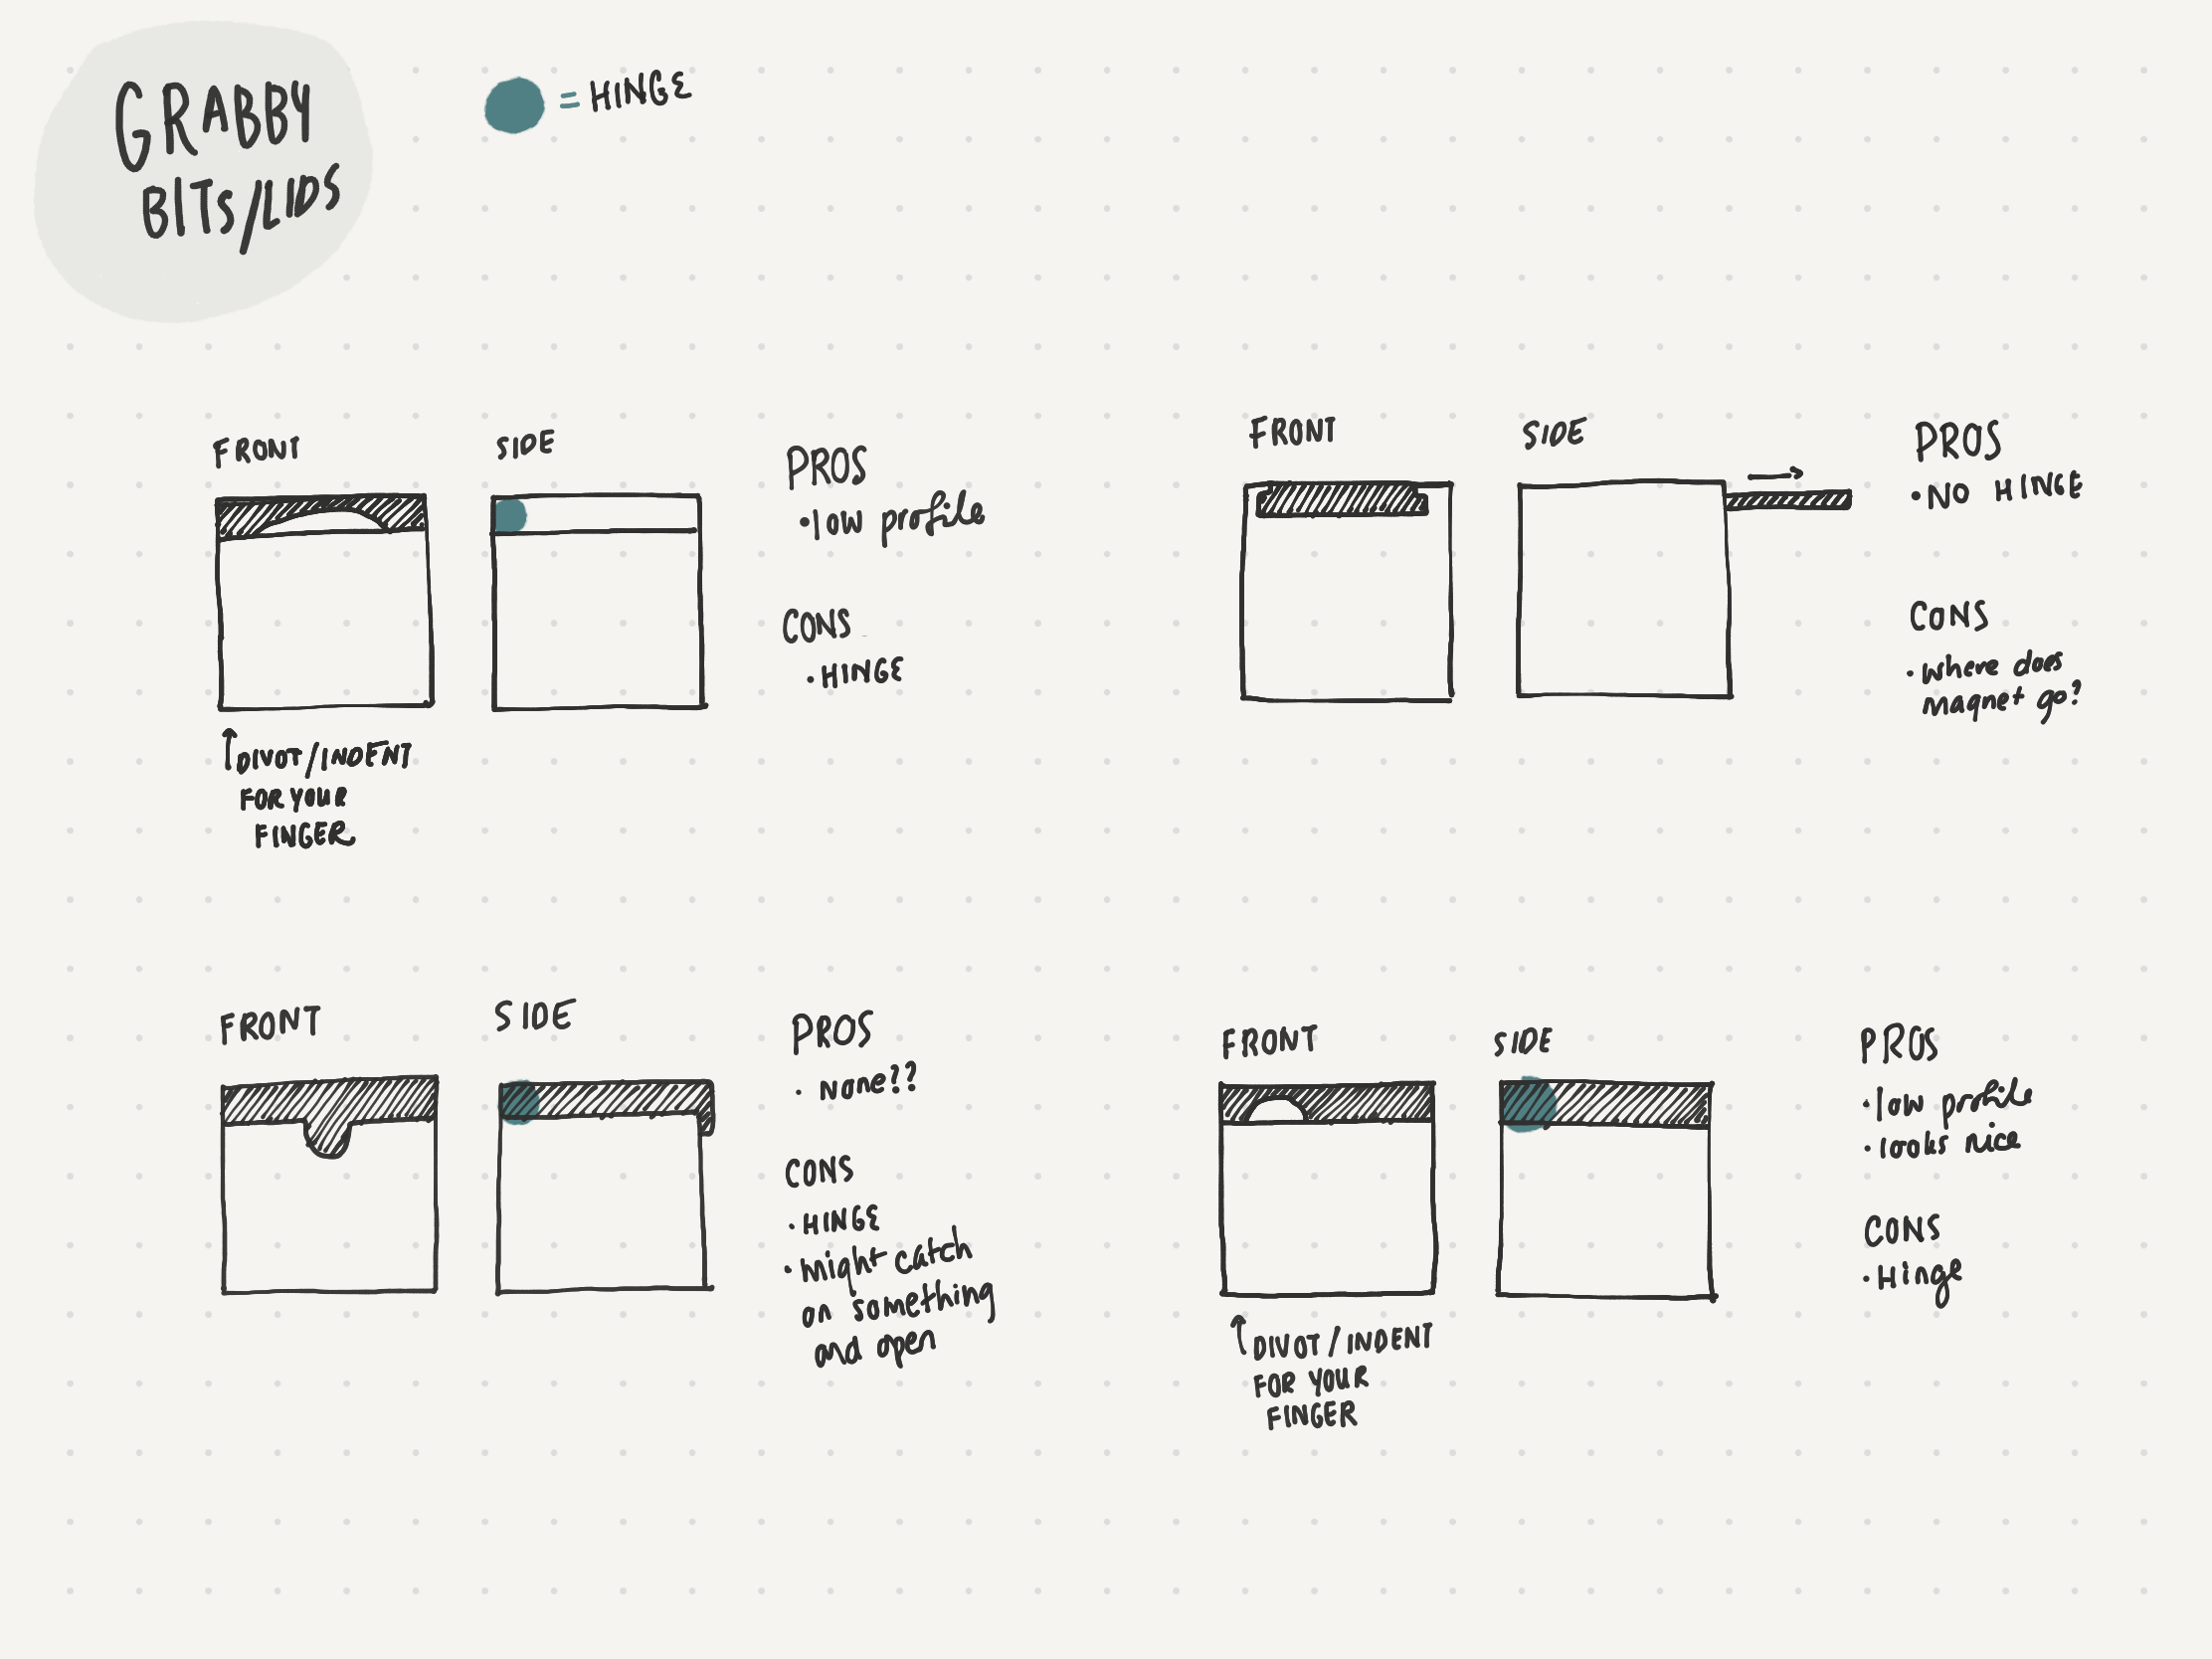 GRABBY
BITS/LIDS
= HINGE
FRONT
SIDE
PROS
• low profile
CONS
• HINGE
↑ DIVOT/INDENT
FOR YOUR
FINGER
FRONT
SIDE
→
PROS
• NO HINGE
CONS
• where does
magnet go?
FRONT
SIDE
PROS
• none??
CONS
• HINGE
• might catch
on something
and open
FRONT
SIDE
PROS
• low profile
• looks nice
CONS
• Hinge
↑ DIVOT/INDENT
FOR YOUR
FINGER